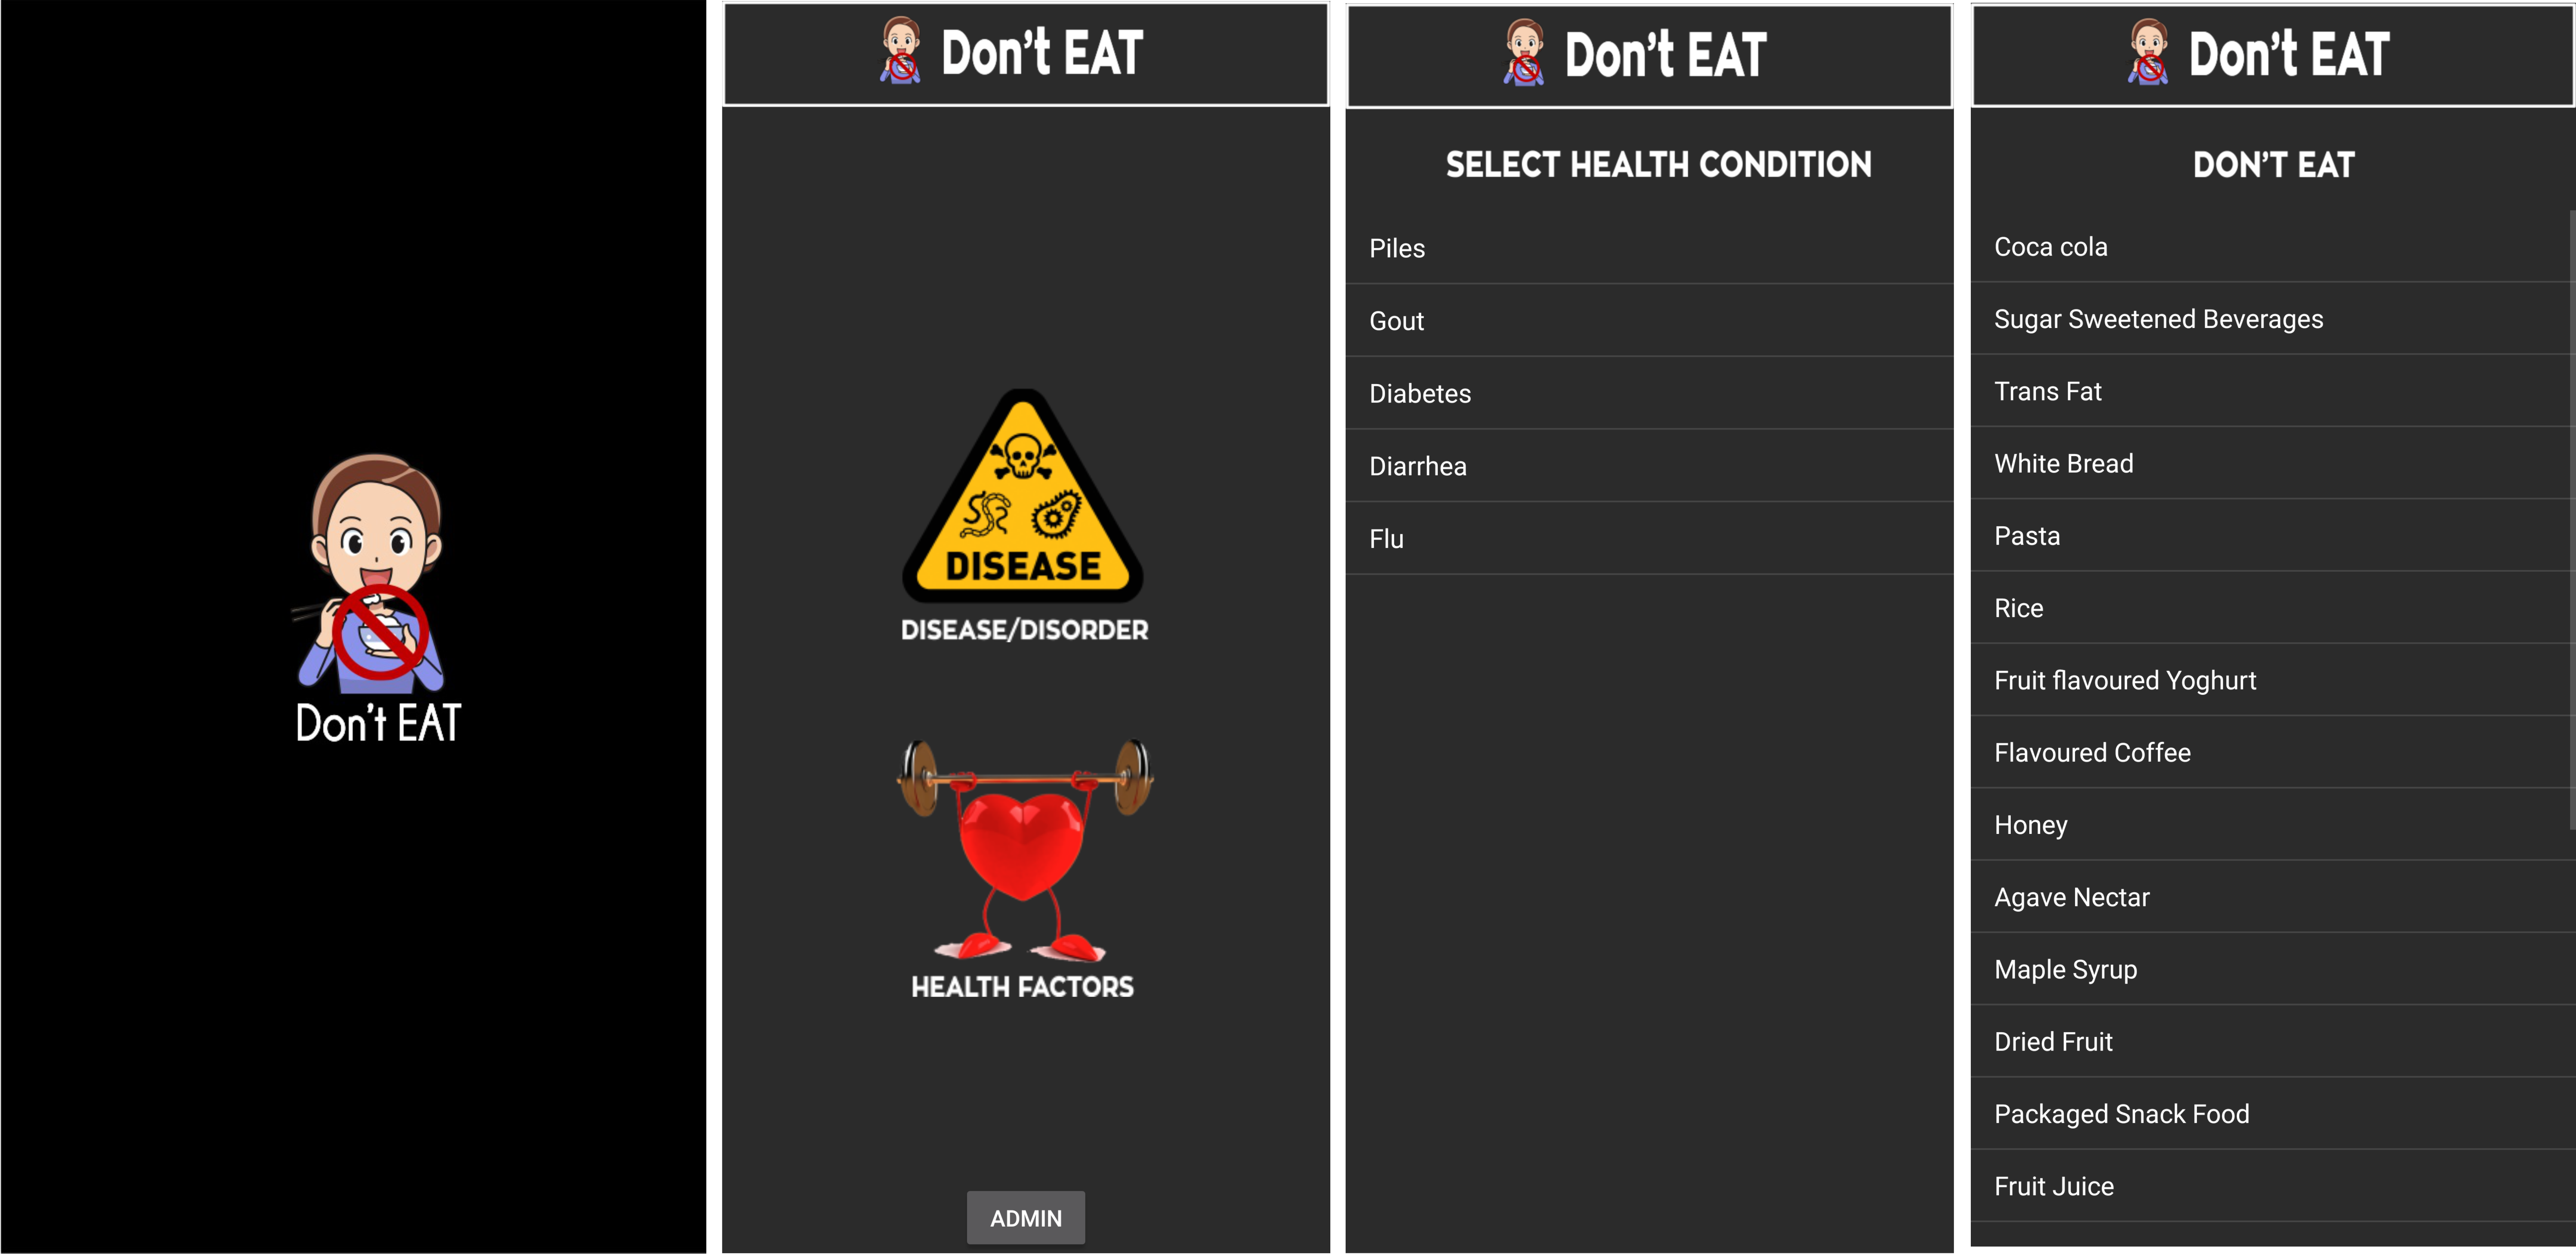 Don't EAT
Don't EAT
DISEASE
DISEASE/DISORDER
HEALTH FACTORS
ADMIN
Don't EAT
SELECT HEALTH CONDITION
Piles
Gout
Diabetes
Diarrhea
Flu
Don't EAT
DON'T EAT
Coca cola
Sugar Sweetened Beverages
Trans Fat
White Bread
Pasta
Rice
Fruit flavoured Yoghurt
Flavoured Coffee
Honey
Agave Nectar
Maple Syrup
Dried Fruit
Packaged Snack Food
Fruit Juice